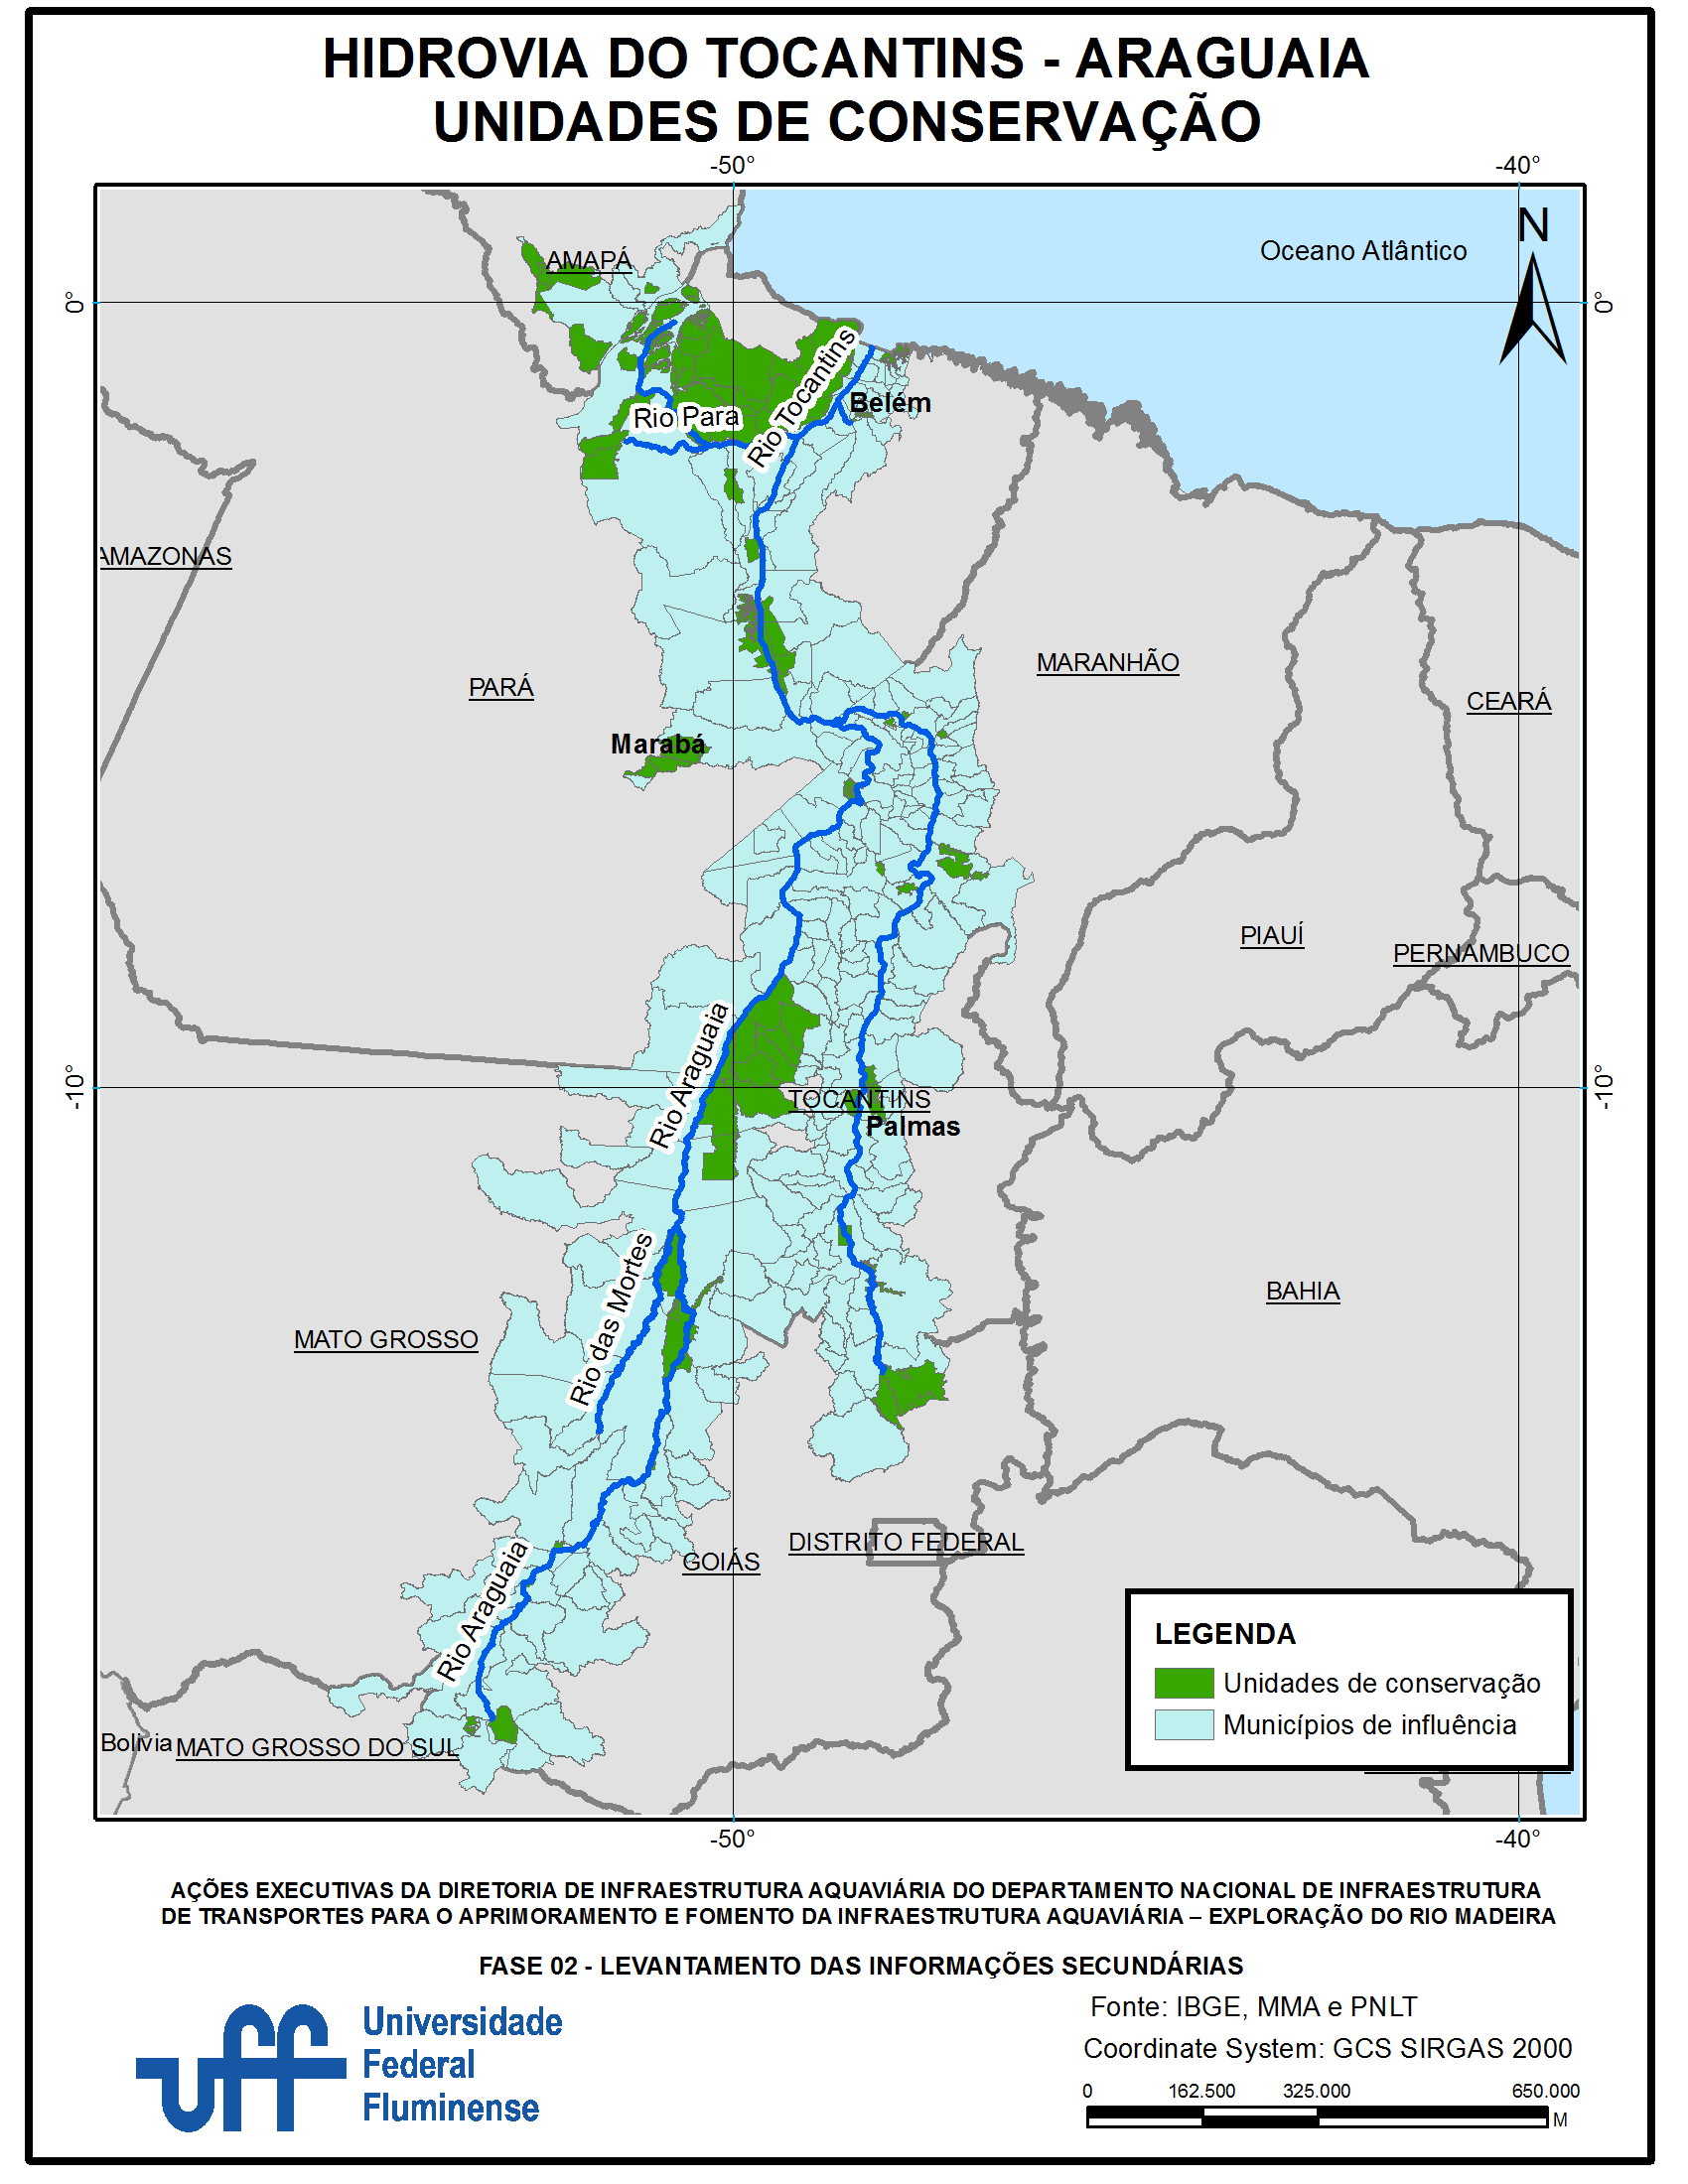 HIDROVIA DO TOCANTINS - ARAGUAIA
UNIDADES DE CONSERVAÇÃO
-50°
-40°
N
Oceano Atlântico
AMAPÁ
0°
0°
Rio Tocantins
Rio Para
Belém
AMAZONAS
MARANHÃO
PARÁ
CEARÁ
Marabá
PIAUÍ
PERNAMBUCO
Rio Araguaia
-10°
-10°
TOCANTINS
Palmas
Rio das Mortes
BAHIA
MATO GROSSO
DISTRITO FEDERAL
GOIÁS
Rio Araguaia
LEGENDA
Unidades de conservação
Municípios de influência
Bolivia
MATO GROSSO DO SUL
-50°
-40°
AÇÕES EXECUTIVAS DA DIRETORIA DE INFRAESTRUTURA AQUAVIÁRIA DO DEPARTAMENTO NACIONAL DE INFRAESTRUTURA
DE TRANSPORTES PARA O APRIMORAMENTO E FOMENTO DA INFRAESTRUTURA AQUAVIÁRIA – EXPLORAÇÃO DO RIO MADEIRA
FASE 02 - LEVANTAMENTO DAS INFORMAÇÕES SECUNDÁRIAS
uff
Universidade
Federal
Fluminense
Fonte: IBGE, MMA e PNLT
Coordinate System: GCS SIRGAS 2000
0 162.500 325.000 650.000
M